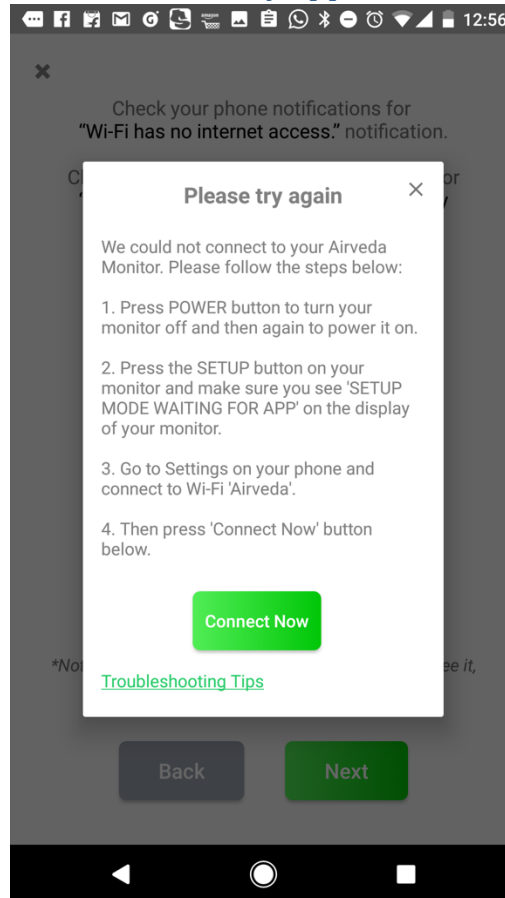 12:56
Check your phone notifications for
“Wi-Fi has no internet access.” notification.
Please try again
We could not connect to your Airveda
Monitor. Please follow the steps below:
1. Press POWER button to turn your
monitor off and then again to power it on.
2. Press the SETUP button on your
monitor and make sure you see 'SETUP
MODE WAITING FOR APP' on the display
of your monitor.
3. Go to Settings on your phone and
connect to Wi-Fi 'Airveda'.
4. Then press 'Connect Now' button
below.
Connect Now
ee it,
Troubleshooting Tips
Back
Next